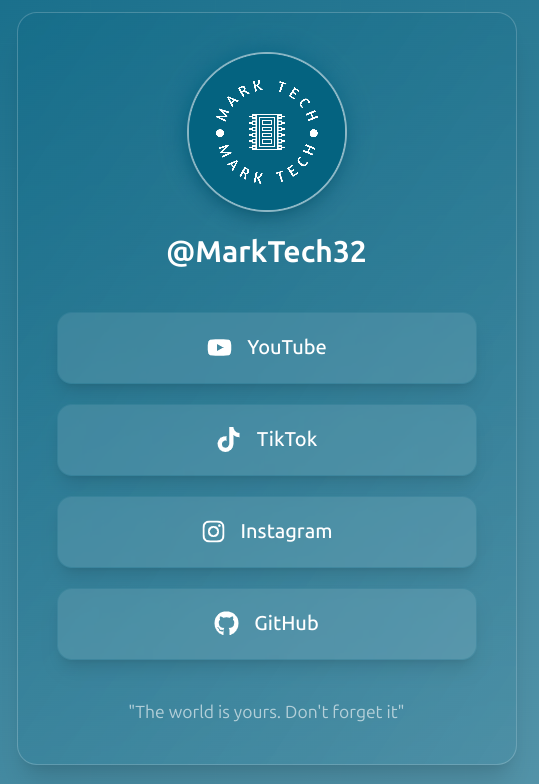 MARK TECH
MARK TECH
@MarkTech32
YouTube
TikTok
Instagram
GitHub
"The world is yours. Don't forget it"